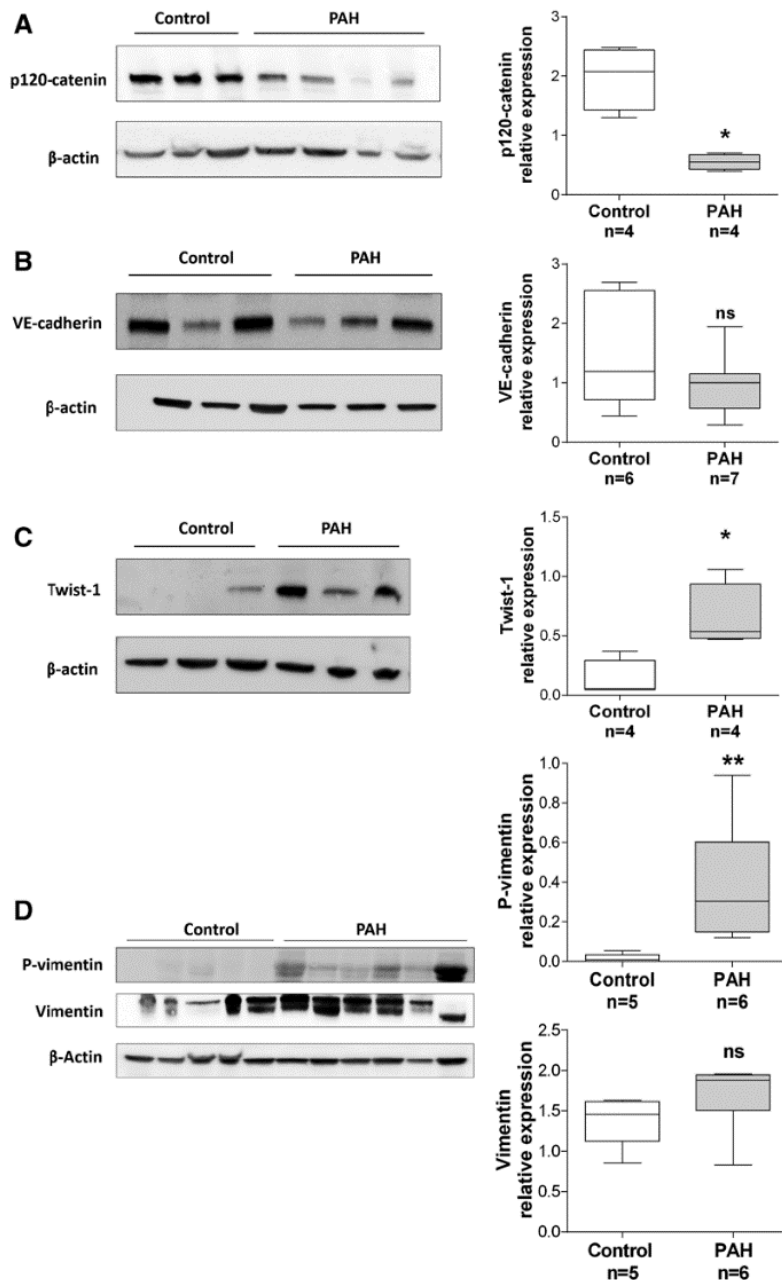 A
Control PAH
p120-catenin
β-actin
p120-catenin
relative expression
3
2
1
0
*
Control PAH
n=4 n=4
B
Control PAH
VE-cadherin
β-actin
VE-cadherin
relative expression
3
2
1
0
ns
Control PAH
n=6 n=7
C
Control PAH
Twist-1
β-actin
Twist-1
relative expression
1.5
1.0
0.5
0.0
*
Control PAH
n=4 n=4
P-vimentin
relative expression
1.0
0.8
0.6
0.4
0.2
0.0
**
Control PAH
n=5 n=6
D
Control PAH
P-vimentin
Vimentin
β-Actin
Vimentin
relative expression
2.5
2.0
1.5
1.0
0.5
0.0
ns
Control PAH
n=5 n=6